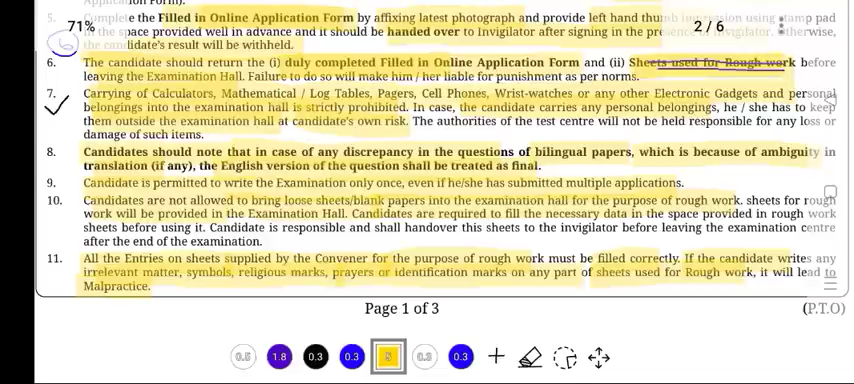 5. Complete the Filled in Online Application Form by affixing latest photograph and provide left hand thumb impression using stamp pad
in the space provided well in advance and it should be handed over to Invigilator after signing in the presence of Invigilator. Otherwise,
the candidate's result will be withheld.
71%
2 / 6
6. The candidate should return the (i) duly completed Filled in Online Application Form and (ii) Sheets used for Rough work before
leaving the Examination Hall. Failure to do so will make him / her liable for punishment as per norms.
7. Carrying of Calculators, Mathematical / Log Tables, Pagers, Cell Phones, Wrist-watches or any other Electronic Gadgets and personal
belongings into the examination hall is strictly prohibited. In case, the candidate carries any personal belongings, he / she has to keep
them outside the examination hall at candidate's own risk. The authorities of the test centre will not be held responsible for any loss or
damage of such items.
8. Candidates should note that in case of any discrepancy in the questions of bilingual papers, which is because of ambiguity in
translation (if any), the English version of the question shall be treated as final.
9. Candidate is permitted to write the Examination only once, even if he/she has submitted multiple applications.
10. Candidates are not allowed to bring loose sheets/blank papers into the examination hall for the purpose of rough work. sheets for rough
work will be provided in the Examination Hall. Candidates are required to fill the necessary data in the space provided in rough work
sheets before using it. Candidate is responsible and shall handover this sheets to the invigilator before leaving the examination centre
after the end of the examination.
11. All the Entries on sheets supplied by the Convener for the purpose of rough work must be filled correctly. If the candidate writes any
irrelevant matter, symbols, religious marks, prayers or identification marks on any part of sheets used for Rough work, it will lead to
Malpractice.
Page 1 of 3
(P.T.O)
0.5 1.8 0.3 0.3 5 0.3 0.3